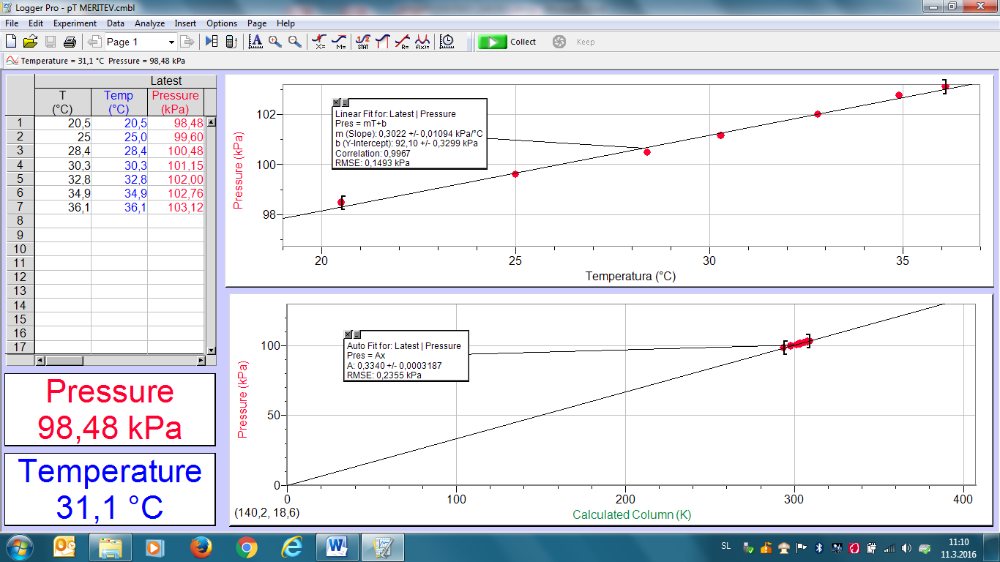 Logger Pro - pT MERITEV.cmbl
File Edit Experiment Data Analyze Insert Options Page Help
Page 1
X= M= STAT R= f(x)= Collect Keep
Temperature = 31,1 °C Pressure = 98,48 kPa
Latest
T Temp Pressure
(°C) (°C) (kPa)
1 20,5 20,5 98,48
2 25 25,0 99,60
3 28,4 28,4 100,48
4 30,3 30,3 101,15
5 32,8 32,8 102,00
6 34,9 34,9 102,76
7 36,1 36,1 103,12
8
9
10
11
12
13
14
15
16
17
Pressure
98,48 kPa
Temperature
31,1 °C
Pressure (kPa)
102
100
98
Linear Fit for: Latest | Pressure
Pres = mT+b
m (Slope): 0,3022 +/- 0,01094 kPa/°C
b (Y-Intercept): 92,10 +/- 0,3299 kPa
Correlation: 0,9967
RMSE: 0,1493 kPa
20 25 30 35
Temperatura (°C)
Pressure (kPa)
100
50
0
Auto Fit for: Latest | Pressure
Pres = Ax
A: 0,3340 +/- 0,0003187
RMSE: 0,2355 kPa
0 100 200 300 400
(140,2, 18,6)
Calculated Column (K)
SL
11:10
11.3.2016